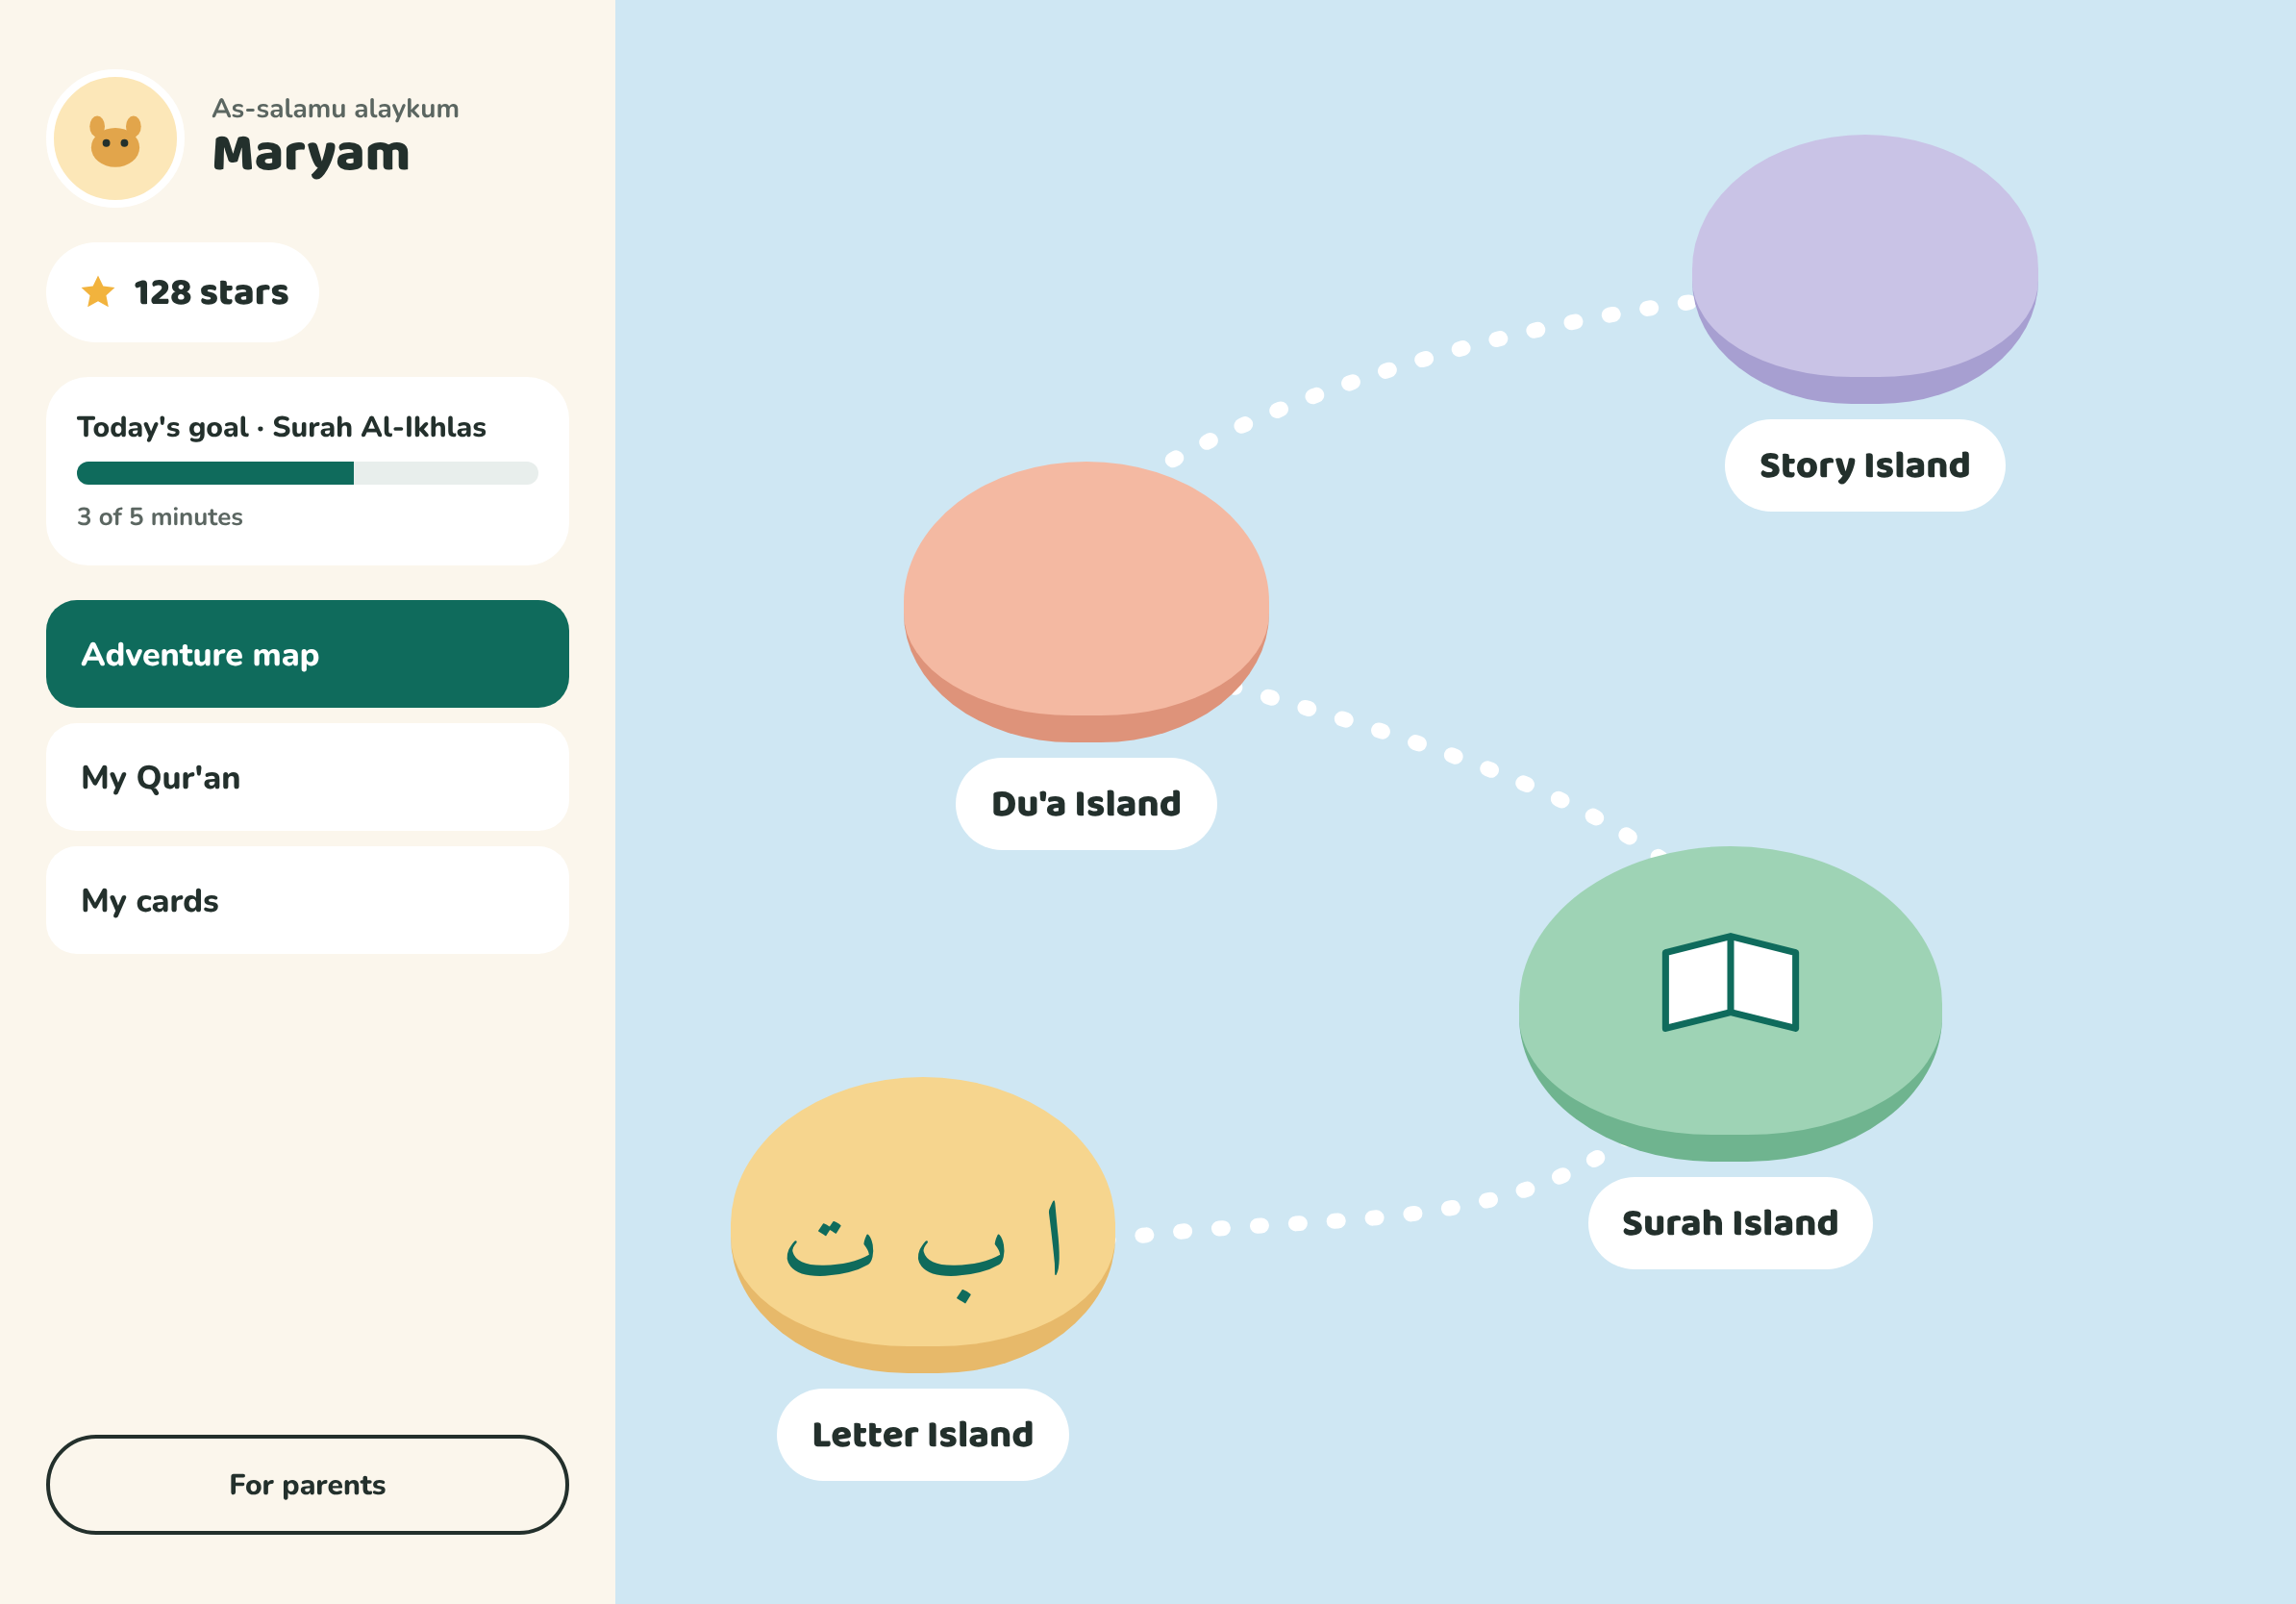 As-salamu alaykum
Maryam
128 stars
Today's goal · Surah Al-Ikhlas
3 of 5 minutes
Adventure map
My Qur'an
My cards
For parents
Story Island
Du'a Island
Surah Island
ا ب ت
Letter Island